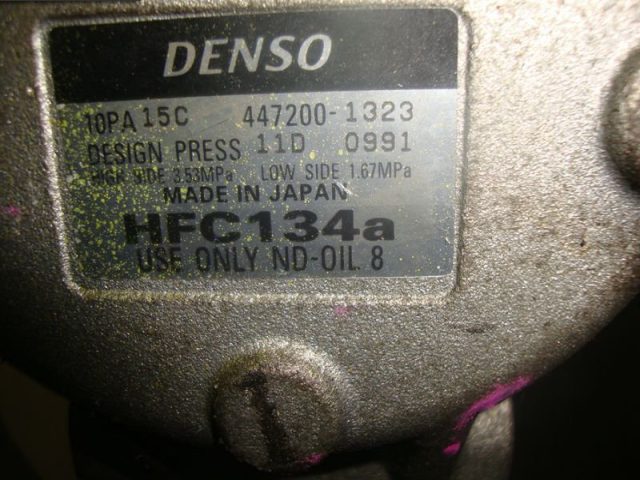 DENSO
10PA15C 447200-1323
DESIGN PRESS 11D 0991
HIGH SIDE 3.53MPa LOW SIDE 1.67MPa
MADE IN JAPAN
HFC134a
USE ONLY ND-OIL 8